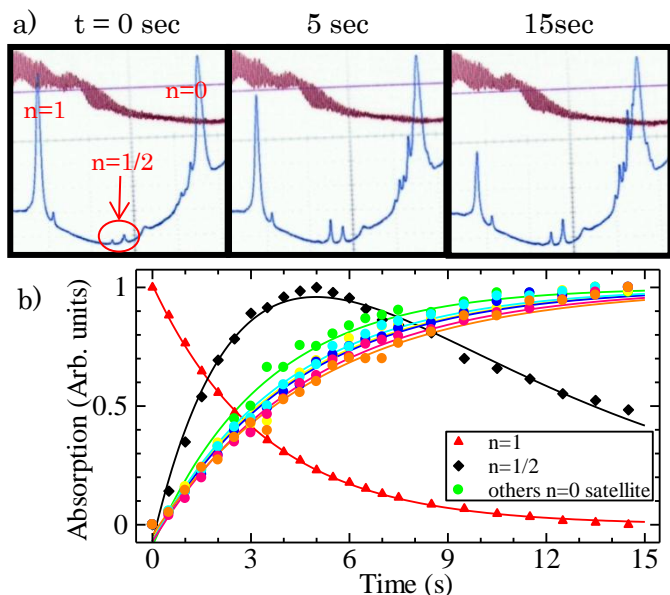 a) t = 0 sec 5 sec 15sec
n=1 n=0
n=1/2
b)
Absorption (Arb. units)
1
0.5
0
n=1
n=1/2
others n=0 satellite
0 3 6 9 12 15
Time (s)